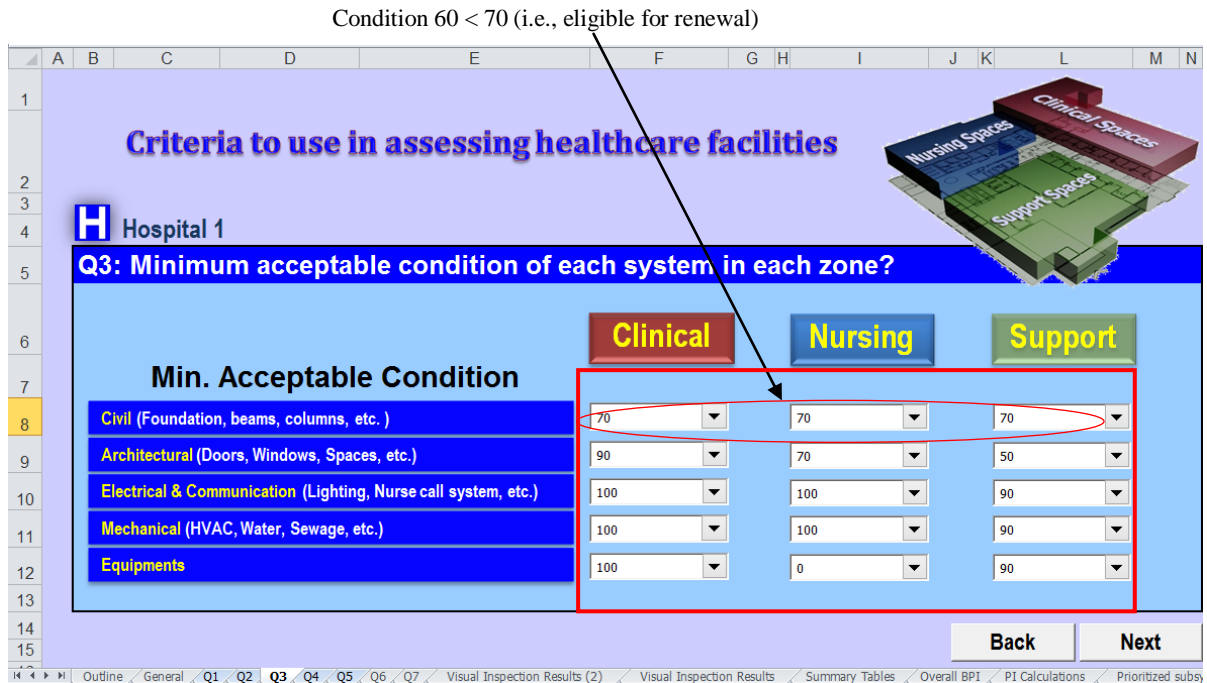 Condition 60 < 70 (i.e., eligible for renewal)
A B C D E F G H I J K L M N
1
Clinical Spaces
Nursing Spaces
Support Spaces
2 Criteria to use in assessing healthcare facilities
3
4 H Hospital 1
5 Q3: Minimum acceptable condition of each system in each zone?
6 Clinical Nursing Support
7 Min. Acceptable Condition
8 Civil (Foundation, beams, columns, etc. ) 70 70 70
9 Architectural (Doors, Windows, Spaces, etc.) 90 70 50
10 Electrical & Communication (Lighting, Nurse call system, etc.) 100 100 90
11 Mechanical (HVAC, Water, Sewage, etc.) 100 100 90
12 Equipments 100 0 90
13
14 Back Next
15
Outline General Q1 Q2 Q3 Q4 Q5 Q6 Q7 Visual Inspection Results (2) Visual Inspection Results Summary Tables Overall BPI PI Calculations Prioritized subsy